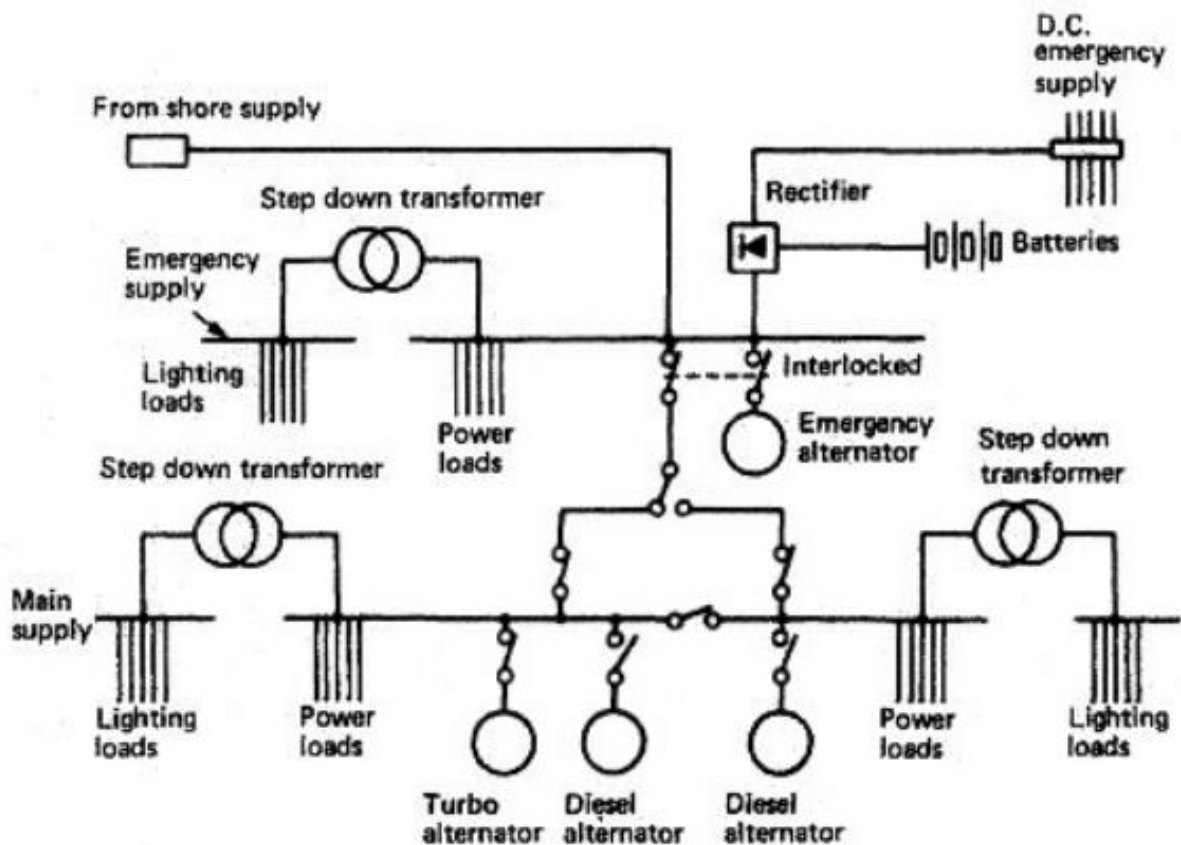 D.C.
emergency
supply
From shore supply
Step down transformer
Rectifier
Batteries
Emergency
supply
Lighting
loads
Power
loads
Interlocked
Emergency
alternator
Step down transformer
Step down
transformer
Main
supply
Lighting
loads
Power
loads
Power
loads
Lighting
loads
Turbo
alternator
Diesel
alternator
Diesel
alternator